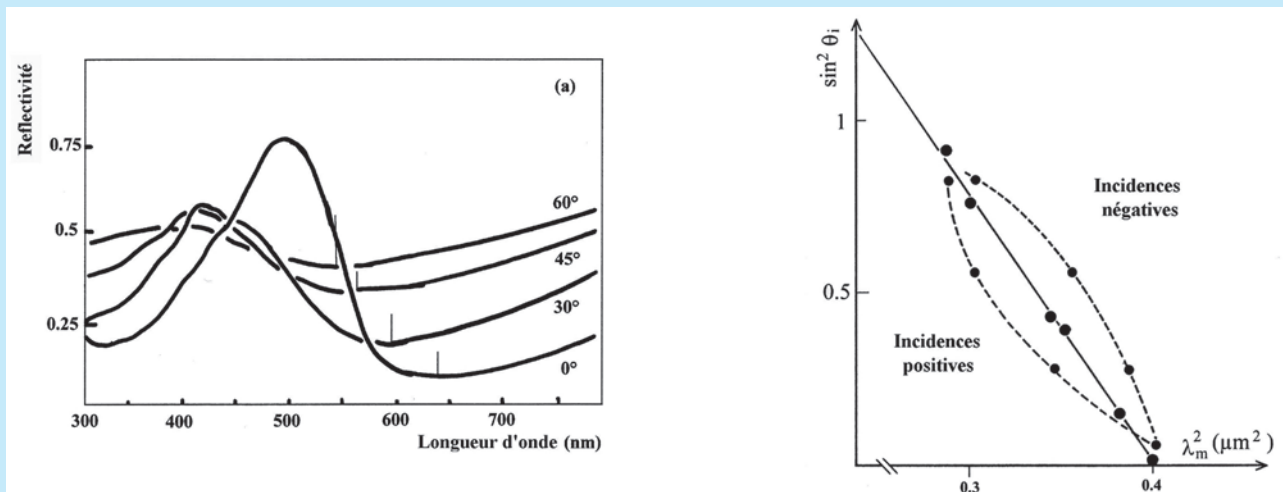 Reflectivité
(a)
0.75
0.5
0.25
60°
45°
30°
0°
300 400 500 600 700
Longueur d'onde (nm)
sin² θi
1
0.5
Incidences
négatives
Incidences
positives
λ²m (μm²)
0.3 0.4